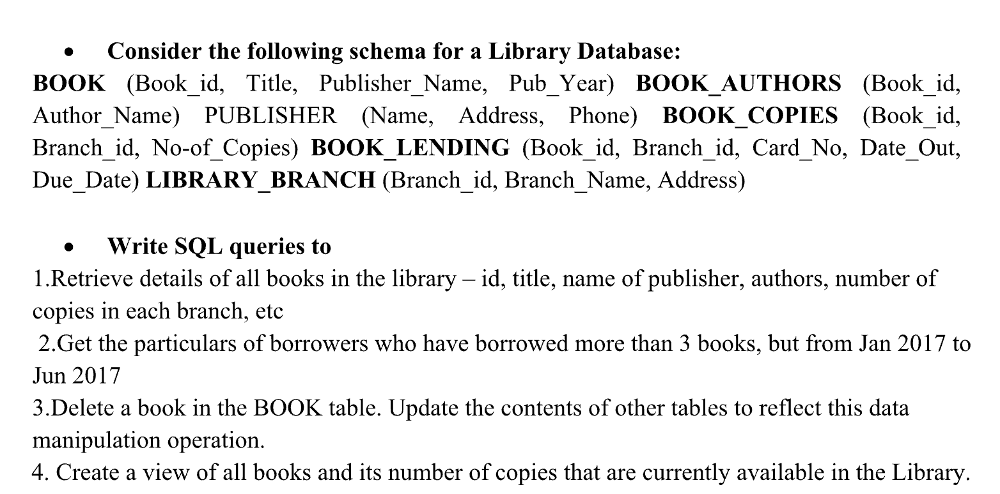 • Consider the following schema for a Library Database:
BOOK (Book_id, Title, Publisher_Name, Pub_Year) BOOK_AUTHORS (Book_id,
Author_Name) PUBLISHER (Name, Address, Phone) BOOK_COPIES (Book_id,
Branch_id, No-of_Copies) BOOK_LENDING (Book_id, Branch_id, Card_No, Date_Out,
Due_Date) LIBRARY_BRANCH (Branch_id, Branch_Name, Address)
• Write SQL queries to
1.Retrieve details of all books in the library – id, title, name of publisher, authors, number of
copies in each branch, etc
2.Get the particulars of borrowers who have borrowed more than 3 books, but from Jan 2017 to
Jun 2017
3.Delete a book in the BOOK table. Update the contents of other tables to reflect this data
manipulation operation.
4. Create a view of all books and its number of copies that are currently available in the Library.